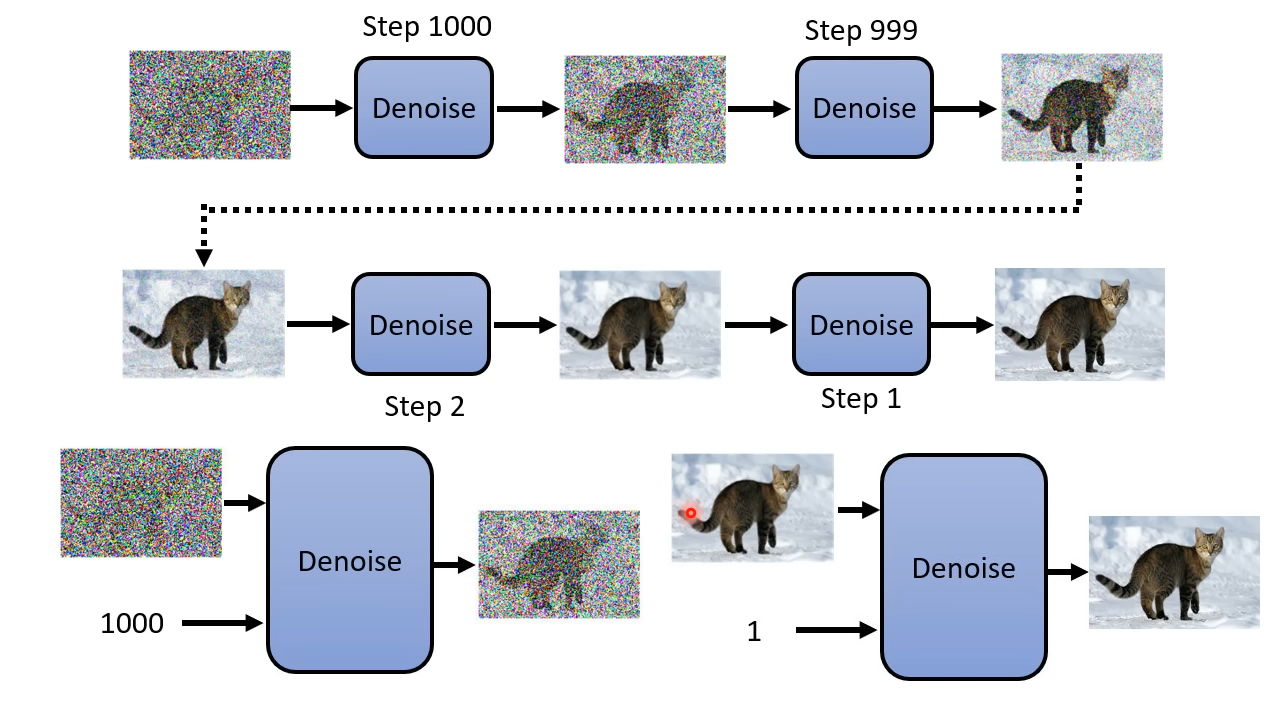 Step 1000
Step 999
Denoise
Denoise
Denoise
Denoise
Step 2
Step 1
Denoise
Denoise
1000
1